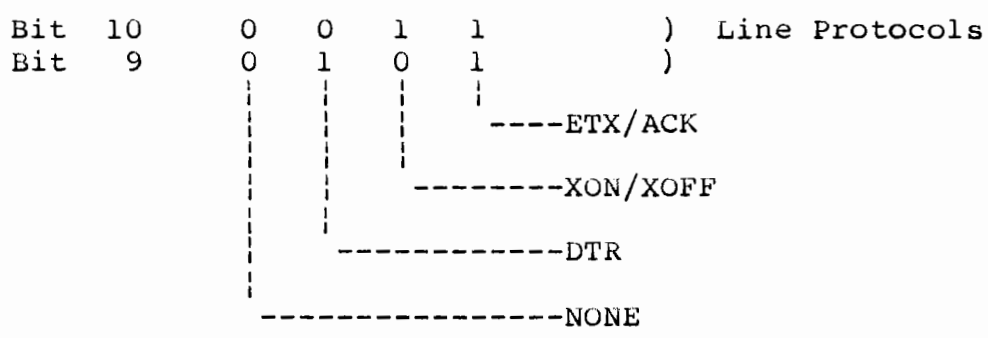 Bit 10 0 0 1 1 ) Line Protocols
Bit 9 0 1 0 1 )
----ETX/ACK
--------XON/XOFF
------------DTR
----------------NONE